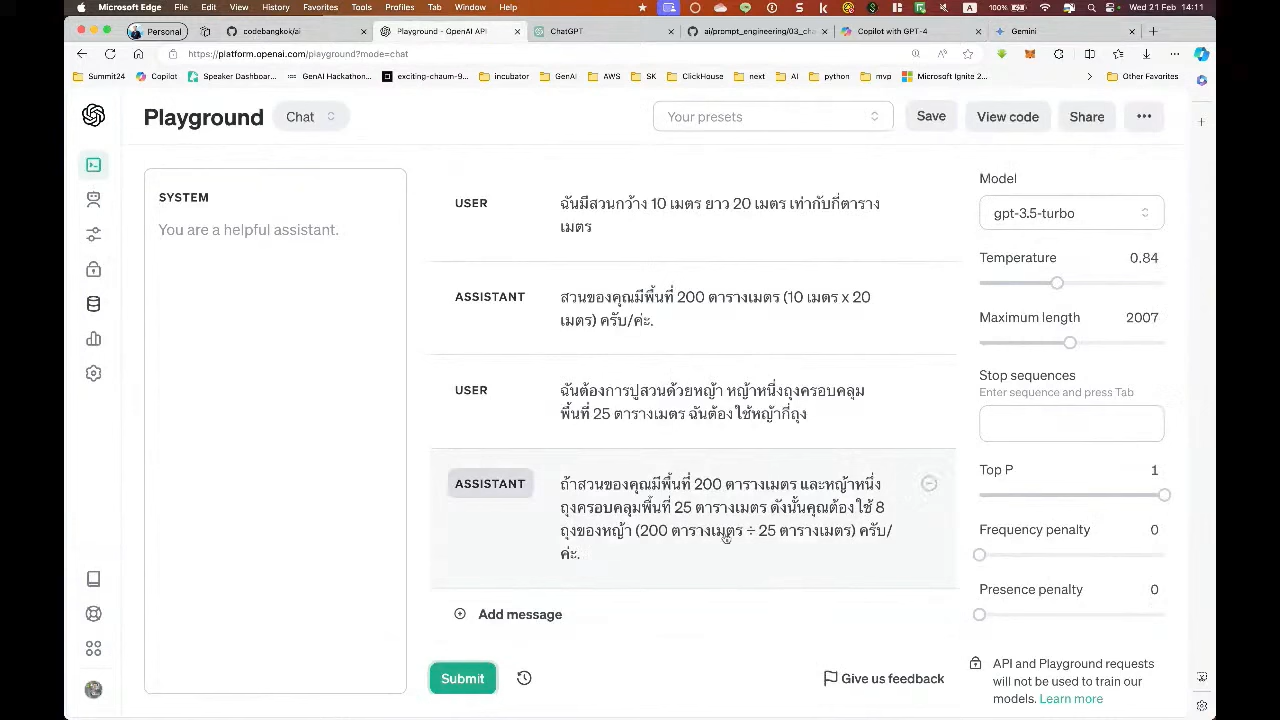 Microsoft Edge File Edit View History Favorites Tools Profiles Tab Window Help 100% Wed 21 Feb 14:11
Personal codebangkok/ai Playground - OpenAI API ChatGPT ai/prompt_engineering/03_cha Copilot with GPT-4 Gemini
https://platform.openai.com/playground?mode=chat
Summit24 Copilot Speaker Dashboar... GenAI Hackathon... exciting-chaum-9... incubator GenAI AWS SK ClickHouse next AI python mvp Microsoft Ignite 2... Other Favorites
Playground Chat Your presets Save View code Share
SYSTEM
You are a helpful assistant.
USER
ฉันมีสวนกว้าง 10 เมตร ยาว 20 เมตร เท่ากับกี่ตาราง
เมตร
ASSISTANT
สวนของคุณมีพื้นที่ 200 ตารางเมตร (10 เมตร x 20
เมตร) ครับ/ค่ะ.
USER
ฉันต้องการปูสวนด้วยหญ้า หญ้าหนึ่งถุงครอบคลุม
พื้นที่ 25 ตารางเมตร ฉันต้องใช้หญ้ากี่ถุง
ASSISTANT
ถ้าสวนของคุณมีพื้นที่ 200 ตารางเมตร และหญ้าหนึ่ง
ถุงครอบคลุมพื้นที่ 25 ตารางเมตร ดังนั้นคุณต้องใช้ 8
ถุงของหญ้า (200 ตารางเมตร ÷ 25 ตารางเมตร) ครับ/
ค่ะ.
Add message
Submit
Give us feedback
Model
gpt-3.5-turbo
Temperature 0.84
Maximum length 2007
Stop sequences
Enter sequence and press Tab
Top P 1
Frequency penalty 0
Presence penalty 0
API and Playground requests
will not be used to train our
models. Learn more